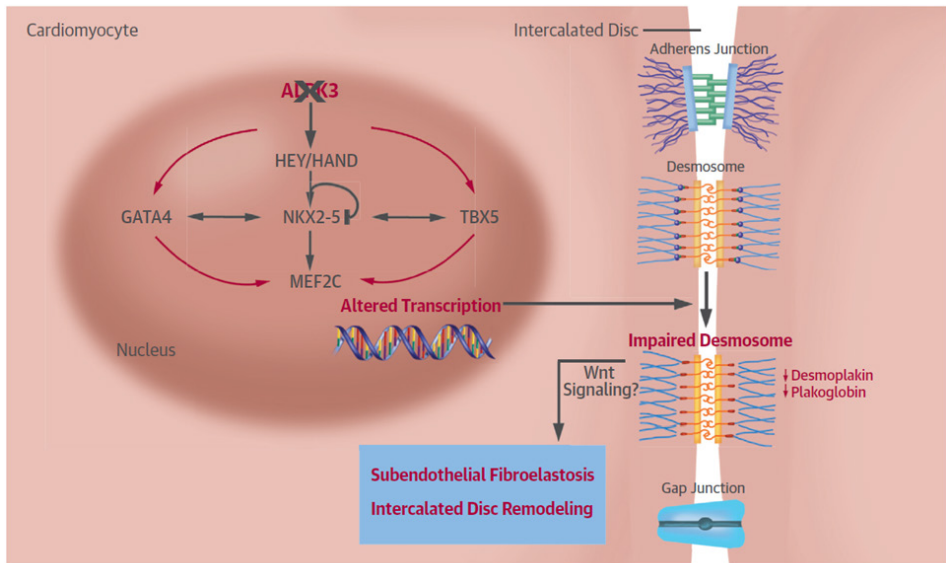 Cardiomyocyte
Intercalated Disc
Adherens Junction
HEY/HAND
Desmosome
GATA4
NKX2-5
TBX5
MEF2C
Altered Transcription
Nucleus
Impaired Desmosome
Wnt
Signaling?
↓ Desmoplakin
↓ Plakoglobin
Subendothelial Fibroelastosis
Intercalated Disc Remodeling
Gap Junction